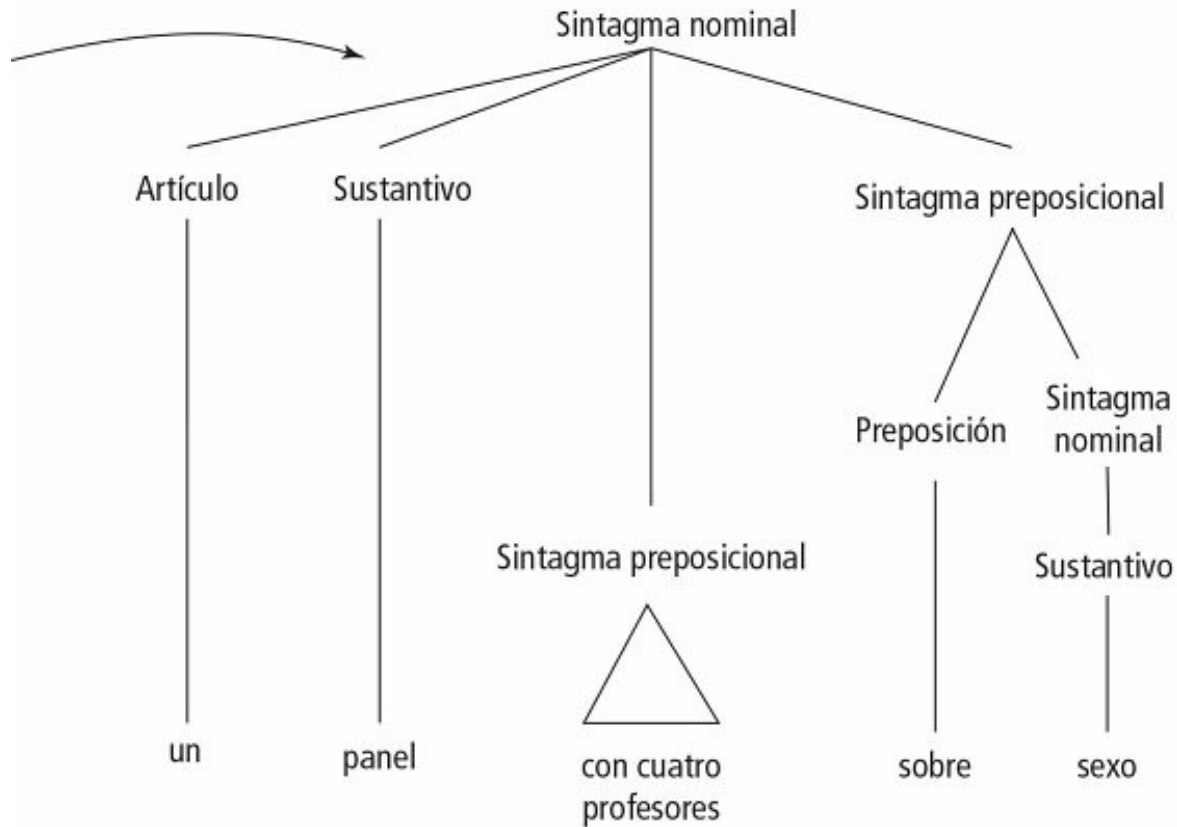 Sintagma nominal
Artículo
Sustantivo
Sintagma preposicional
Preposición
Sintagma
nominal
Sintagma preposicional
Sustantivo
un
panel
con cuatro
profesores
sobre
sexo